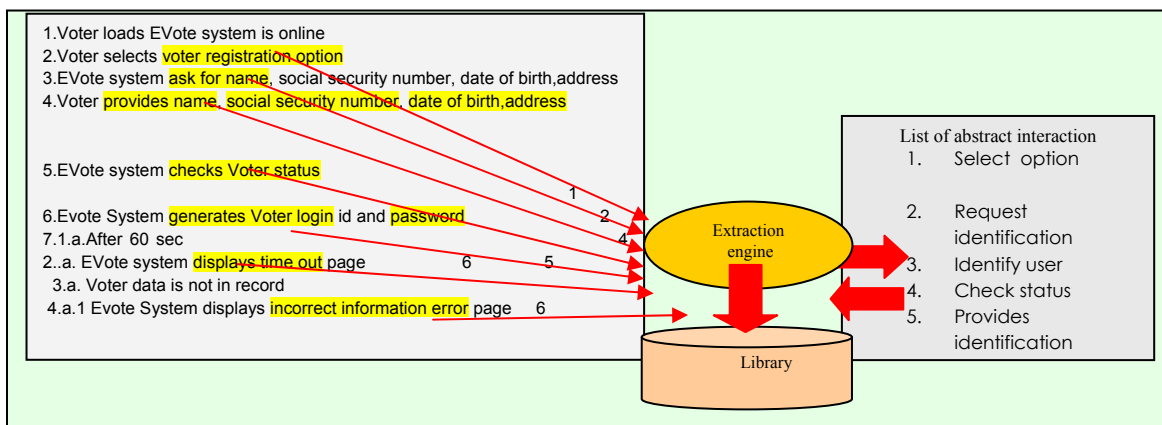 1.Voter loads EVote system is online
2.Voter selects voter registration option
3.EVote system ask for name, social security number, date of birth,address
4.Voter provides name, social security number, date of birth,address
5.EVote system checks Voter status
1
6.Evote System generates Voter login id and password
2
7.1.a.After 60 sec
4
2..a. EVote system displays time out page 6 5
3.a. Voter data is not in record
4.a.1 Evote System displays incorrect information error page 6
Extraction
engine
Library
List of abstract interaction
1. Select option
2. Request
identification
3. Identify user
4. Check status
5. Provides
identification